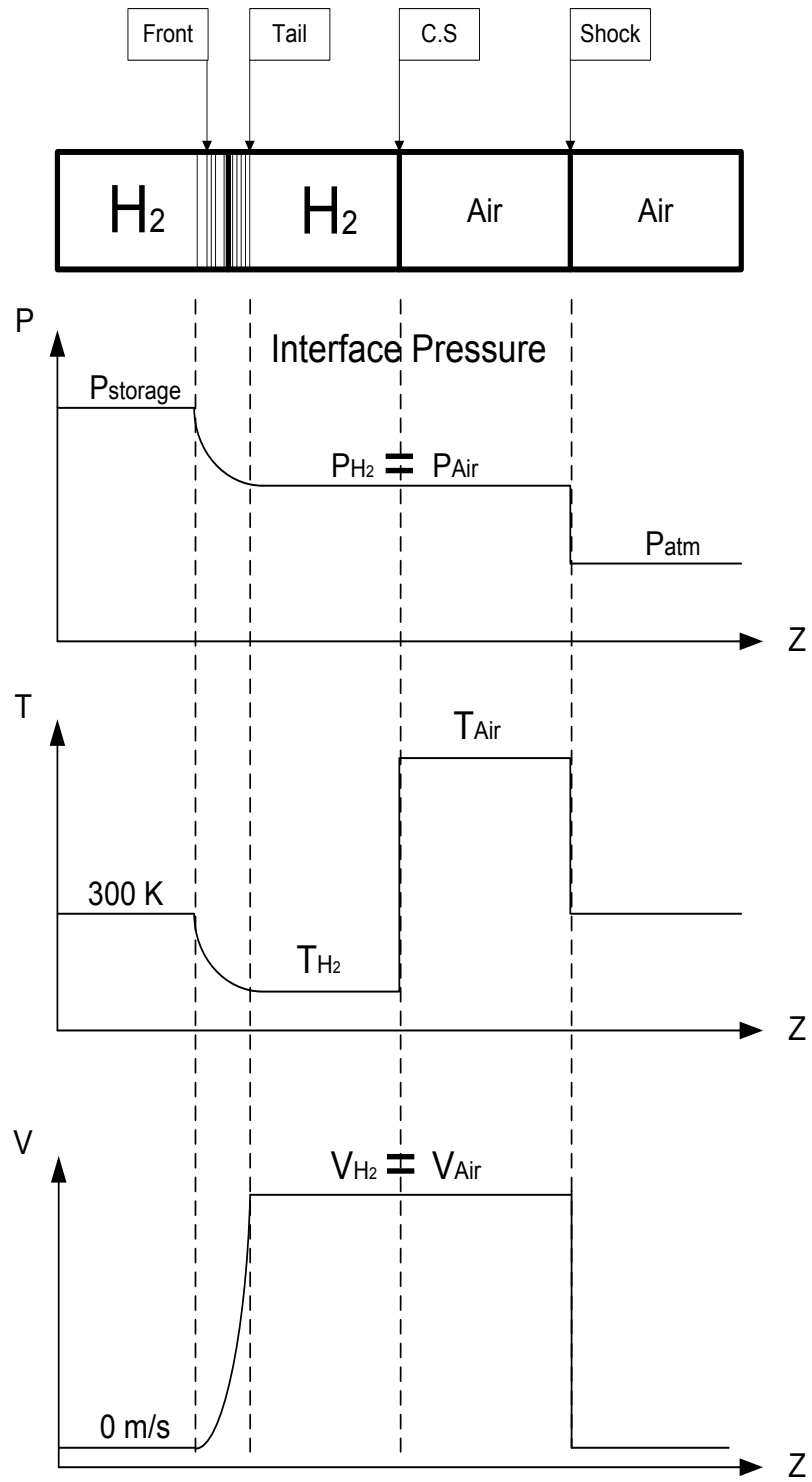 Front Tail C.S Shock
H₂ H₂ Air Air
P
Interface Pressure
Pstorage
PH₂ = PAir
Patm
Z
T
TAir
300 K
TH₂
Z
V
VH₂ = VAir
0 m/s
Z